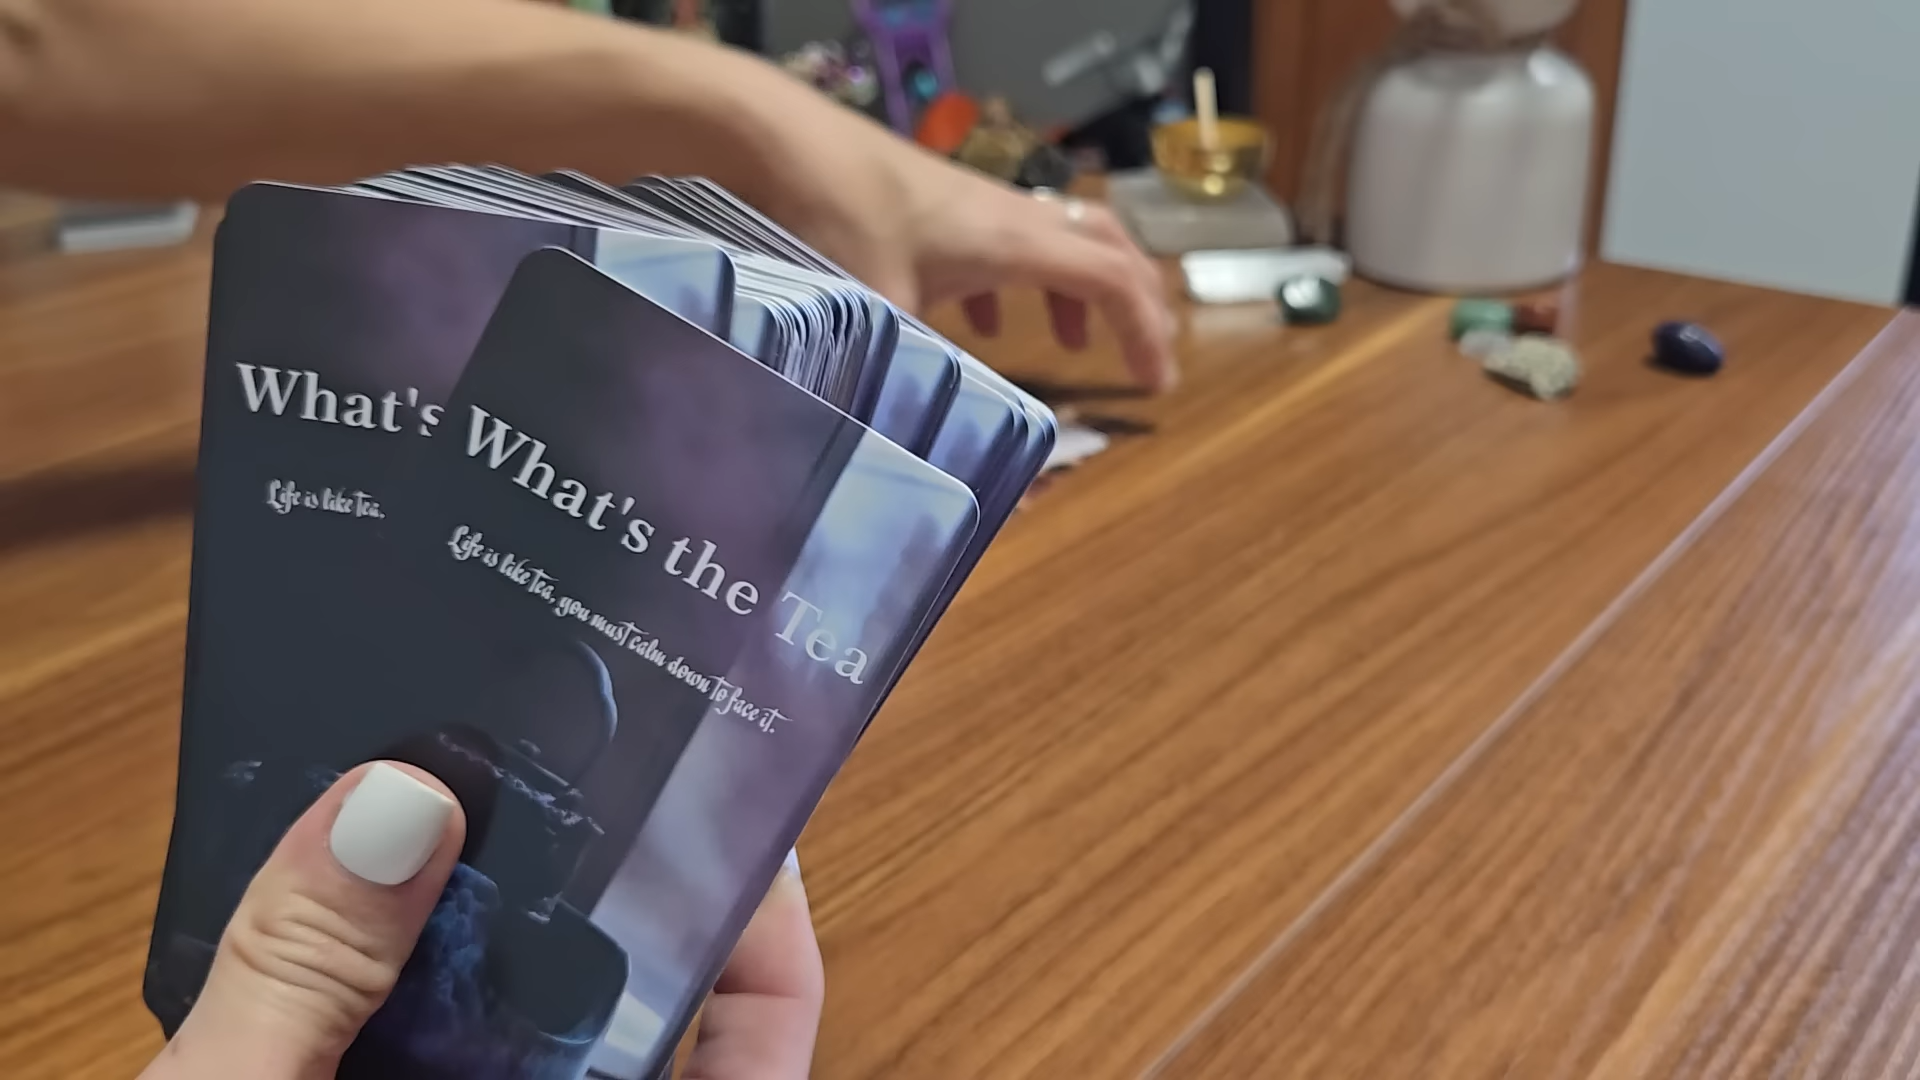 What's
Life is like Tea,
What's the Tea
Life is like Tea, you must calm down To face it.